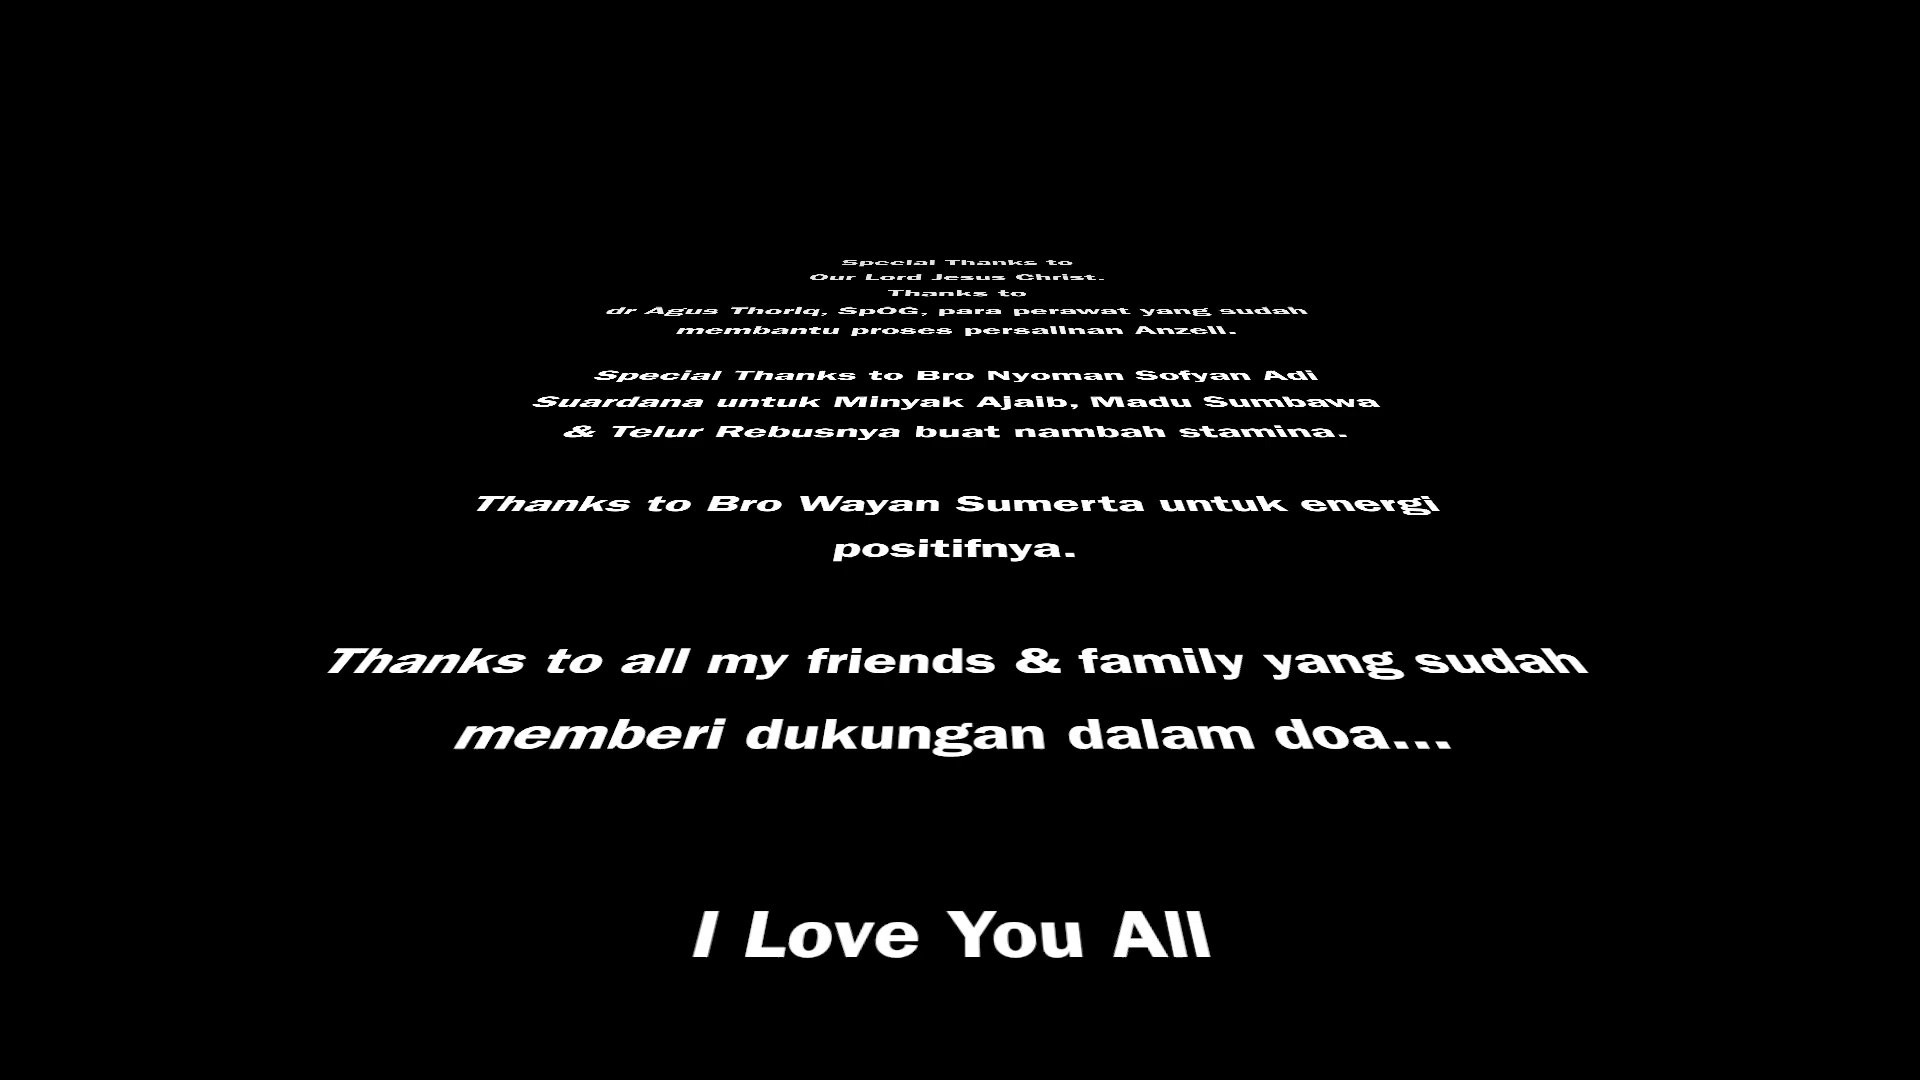 Special Thanks to
Our Lord Jesus Christ.
Thanks to
dr Agus Thoriq, SpOG, para perawat yang sudah
membantu proses persalinan Anzell.
Special Thanks to Bro Nyoman Sofyan Adi
Suardana untuk Minyak Ajaib, Madu Sumbawa
& Telur Rebusnya buat nambah stamina.
Thanks to Bro Wayan Sumerta untuk energi
positifnya.
Thanks to all my friends & family yang sudah
memberi dukungan dalam doa...
I Love You All